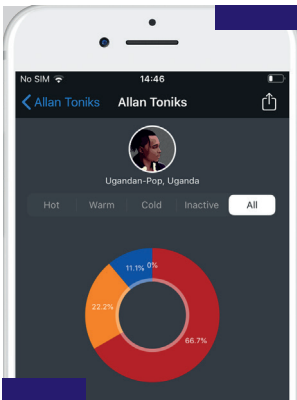 No SIM 14:46
Allan Toniks Allan Toniks
Ugandan-Pop, Uganda
Hot Warm Cold Inactive All
11.1% 0%
22.2%
66.7%